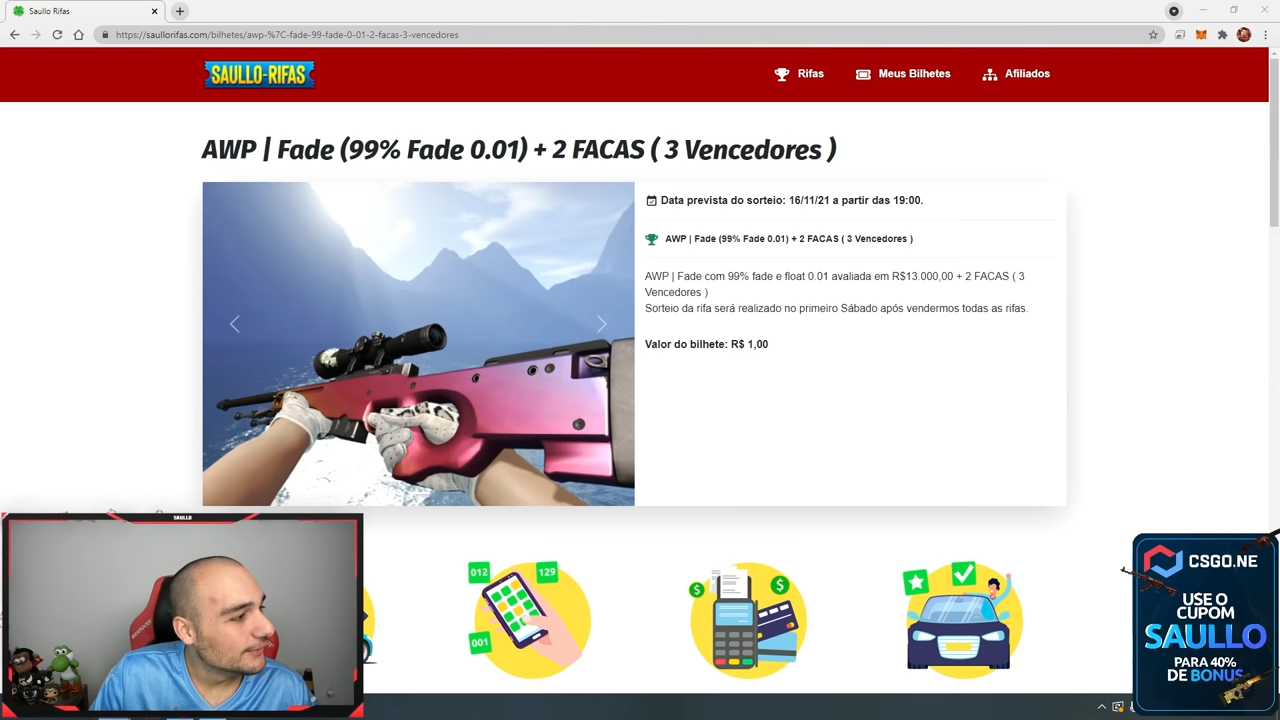 Saullo Rifas
https://saullorifas.com/bilhetes/awp-%7C-fade-99-fade-0-01-2-facas-3-vencedores
SAULLO-RIFAS
Rifas
Meus Bilhetes
Afiliados
AWP | Fade (99% Fade 0.01) + 2 FACAS ( 3 Vencedores )
Data prevista do sorteio: 16/11/21 a partir das 19:00.
AWP | Fade (99% Fade 0.01) + 2 FACAS ( 3 Vencedores )
AWP | Fade com 99% fade e float 0.01 avaliada em R$13.000,00 + 2 FACAS ( 3
Vencedores )
Sorteio da rifa será realizado no primeiro Sábado após vendermos todas as rifas.
Valor do bilhete: R$ 1,00
SAULLO
012
129
001
$
$
CSGO.NE
USE O
CUPOM
SAULLO
PARA 40%
DE BONUS